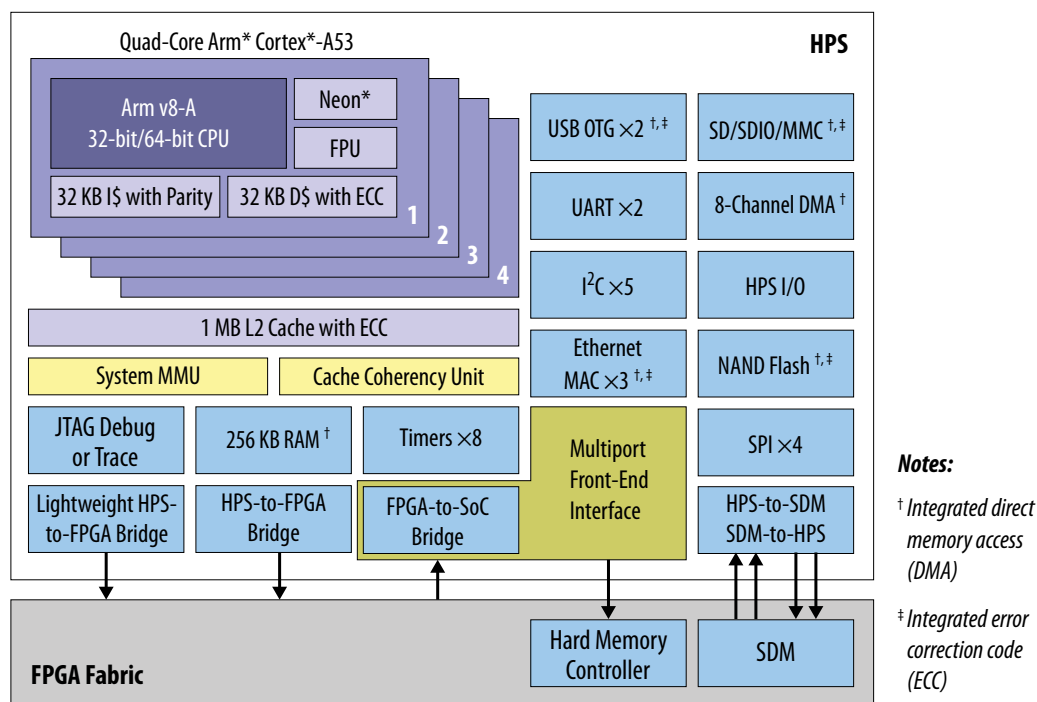 Quad-Core Arm* Cortex*-A53
HPS
Arm v8-A
32-bit/64-bit CPU
Neon*
FPU
32 KB I$ with Parity
32 KB D$ with ECC
1
2
3
4
1 MB L2 Cache with ECC
System MMU
Cache Coherency Unit
JTAG Debug
or Trace
256 KB RAM †
Timers ×8
Lightweight HPS-
to-FPGA Bridge
HPS-to-FPGA
Bridge
FPGA-to-SoC
Bridge
Multiport
Front-End
Interface
USB OTG ×2 †, ‡
SD/SDIO/MMC †, ‡
UART ×2
8-Channel DMA †
I²C ×5
HPS I/O
Ethernet
MAC ×3 †, ‡
NAND Flash †, ‡
SPI ×4
HPS-to-SDM
SDM-to-HPS
FPGA Fabric
Hard Memory
Controller
SDM
Notes:
† Integrated direct
memory access
(DMA)
‡ Integrated error
correction code
(ECC)